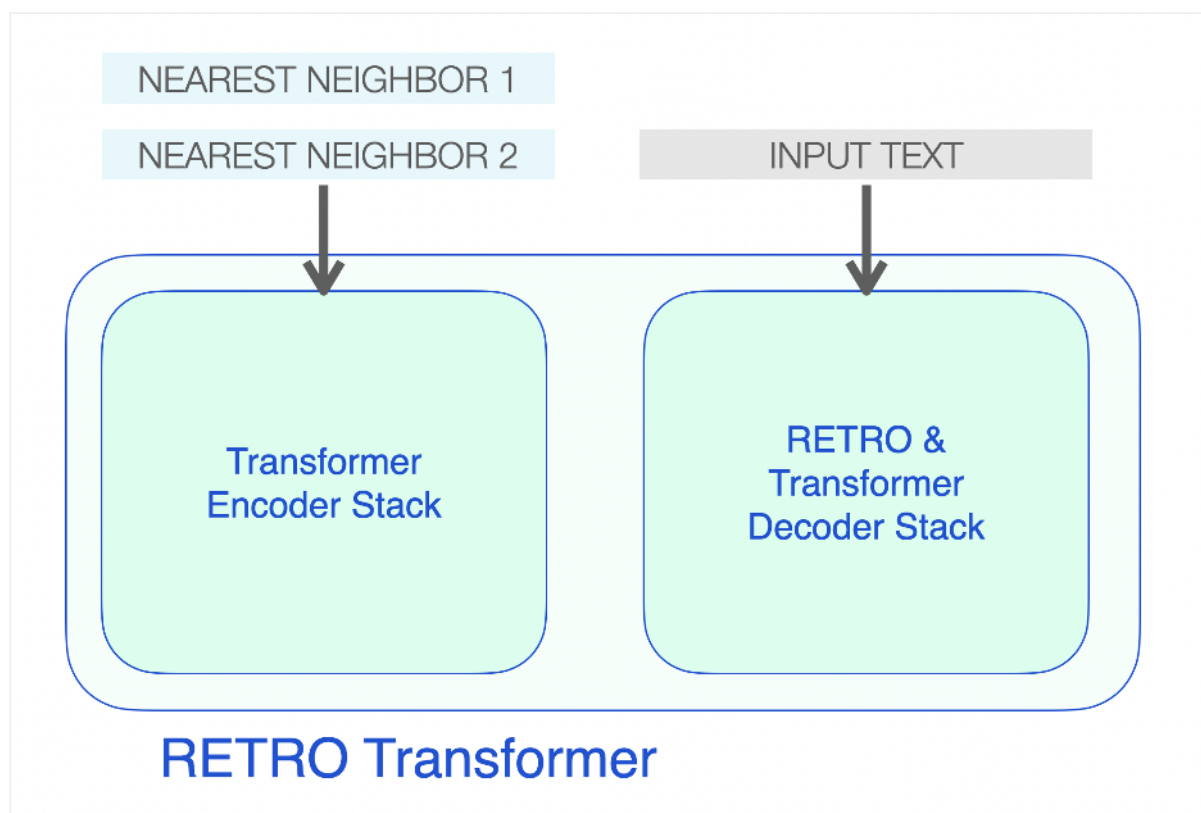 NEAREST NEIGHBOR 1
NEAREST NEIGHBOR 2
INPUT TEXT
Transformer
Encoder Stack
RETRO &
Transformer
Decoder Stack
RETRO Transformer